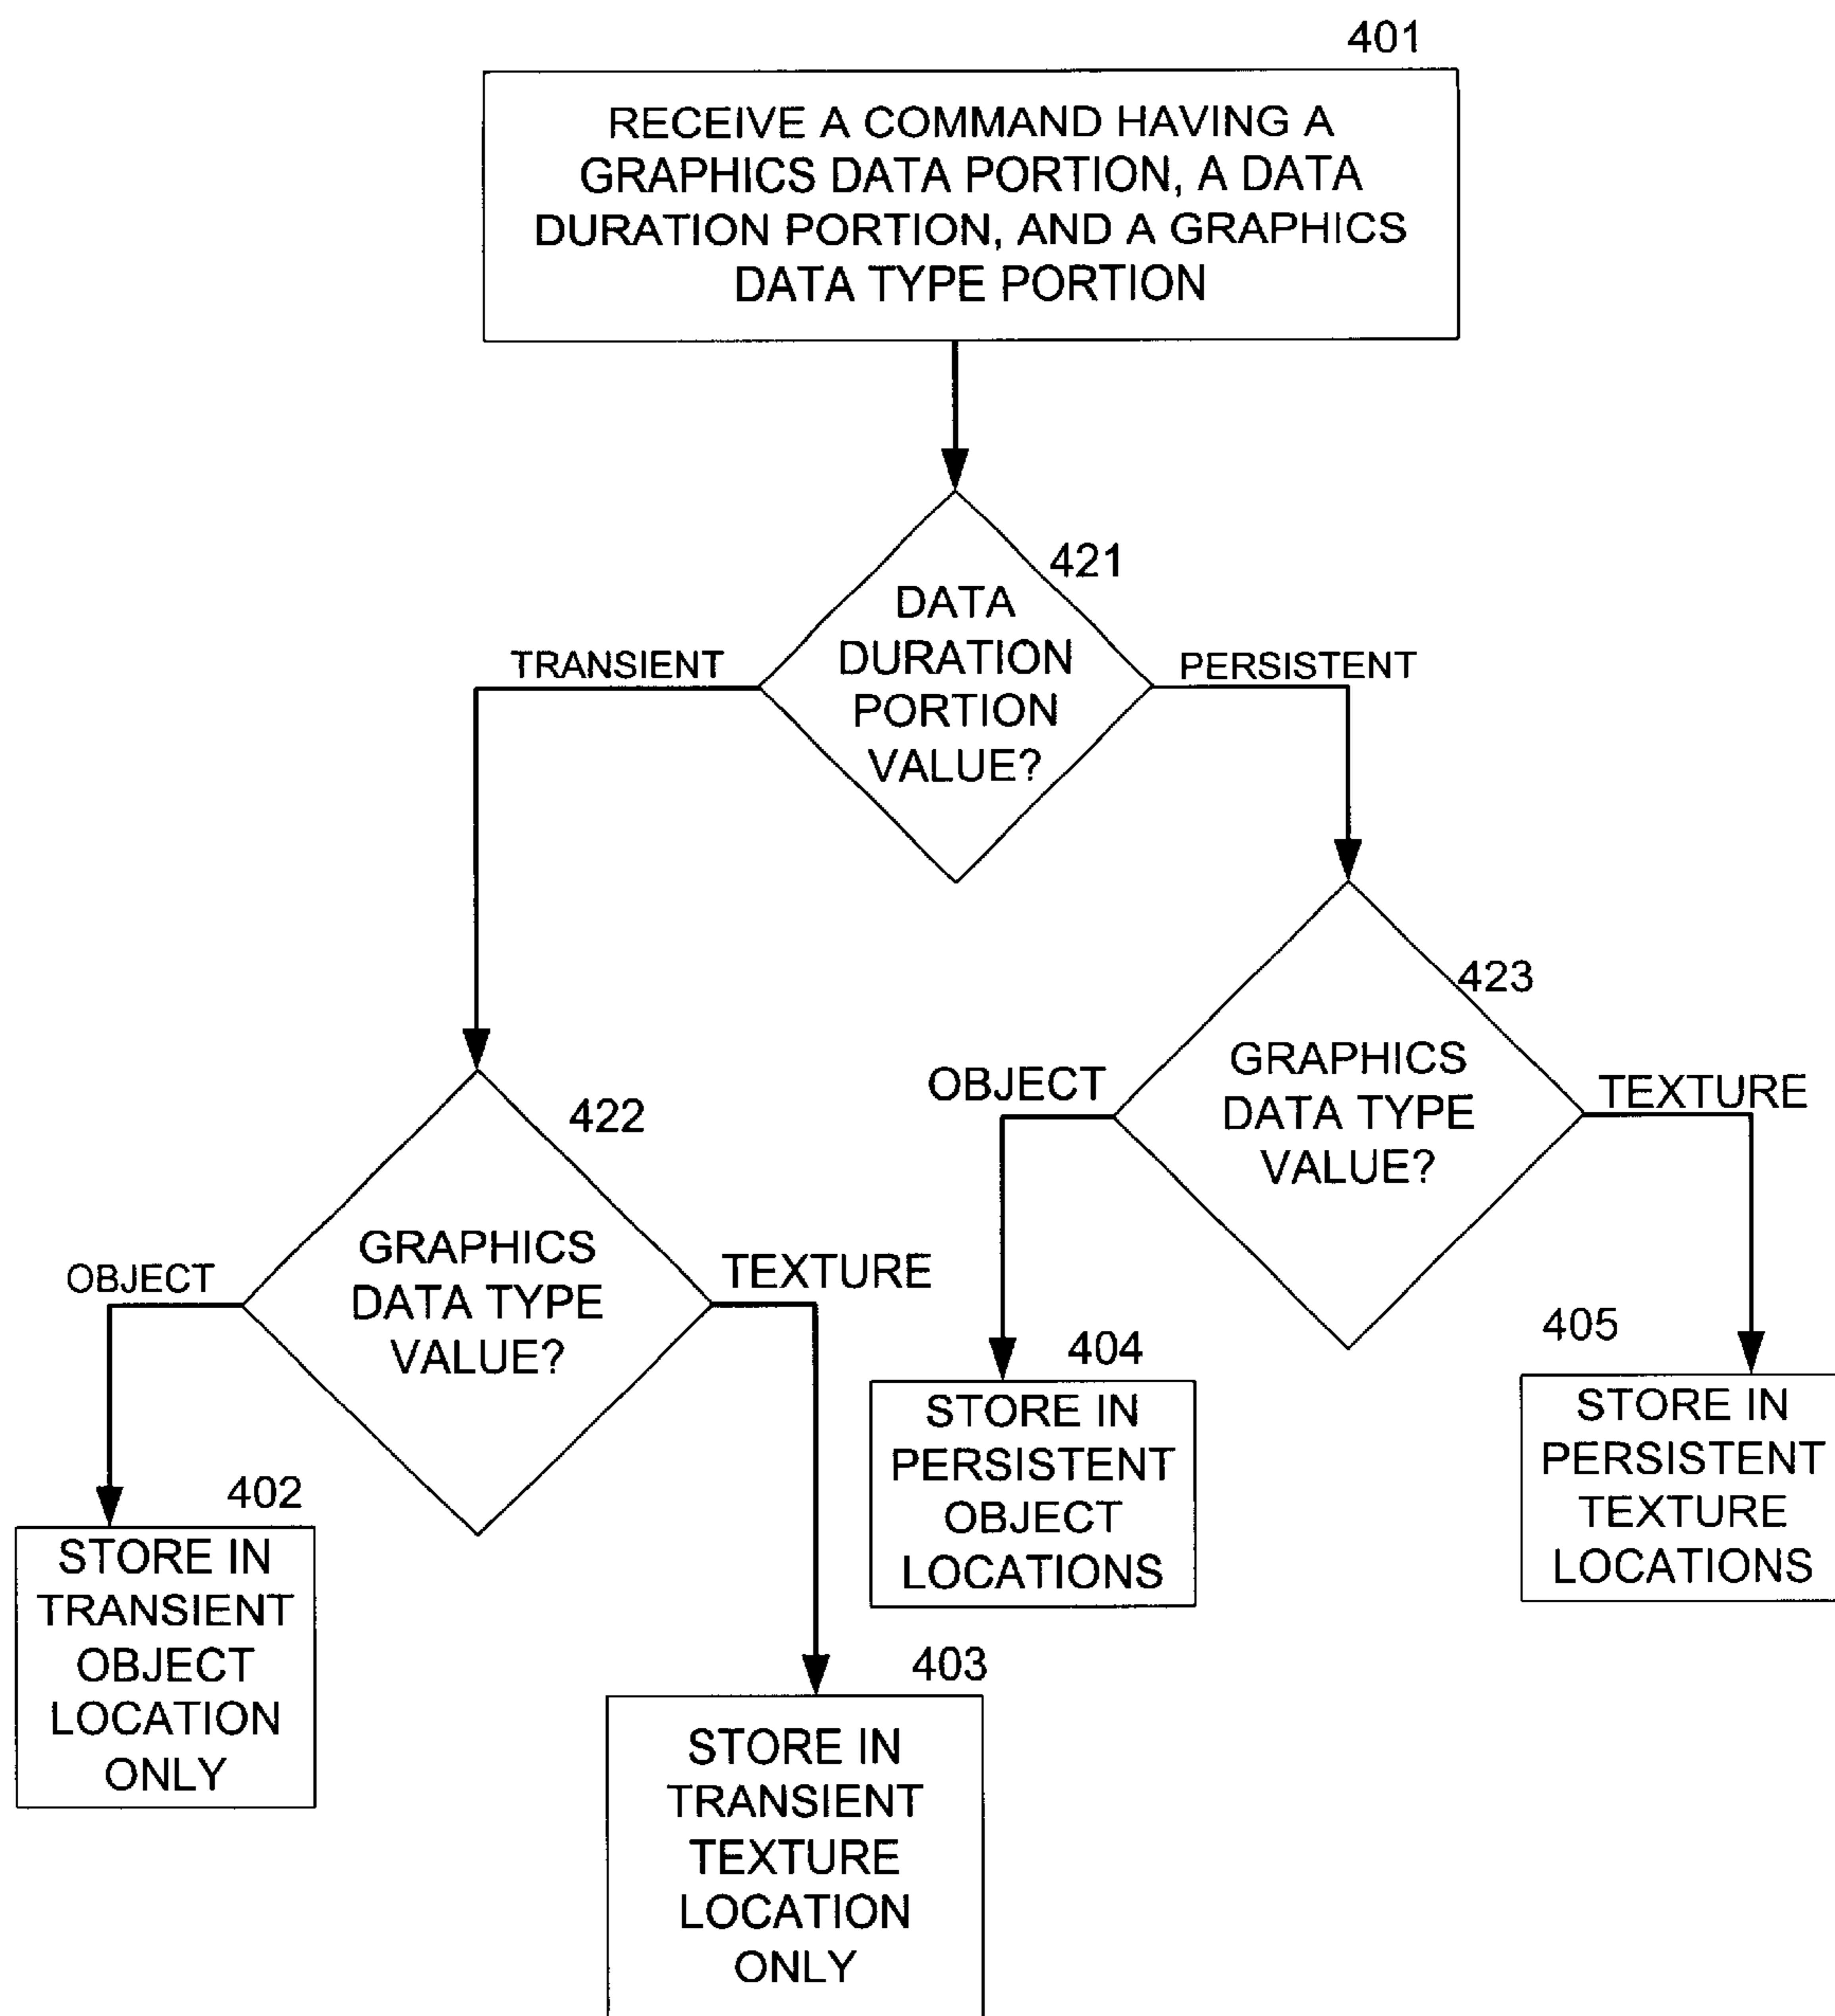 401
RECEIVE A COMMAND HAVING A
GRAPHICS DATA PORTION, A DATA
DURATION PORTION, AND A GRAPHICS
DATA TYPE PORTION
421
DATA
DURATION
PORTION
VALUE?
TRANSIENT
PERSISTENT
423
GRAPHICS
DATA TYPE
VALUE?
OBJECT
TEXTURE
422
GRAPHICS
DATA TYPE
VALUE?
OBJECT
TEXTURE
404
STORE IN
PERSISTENT
OBJECT
LOCATIONS
405
STORE IN
PERSISTENT
TEXTURE
LOCATIONS
402
STORE IN
TRANSIENT
OBJECT
LOCATION
ONLY
403
STORE IN
TRANSIENT
TEXTURE
LOCATION
ONLY